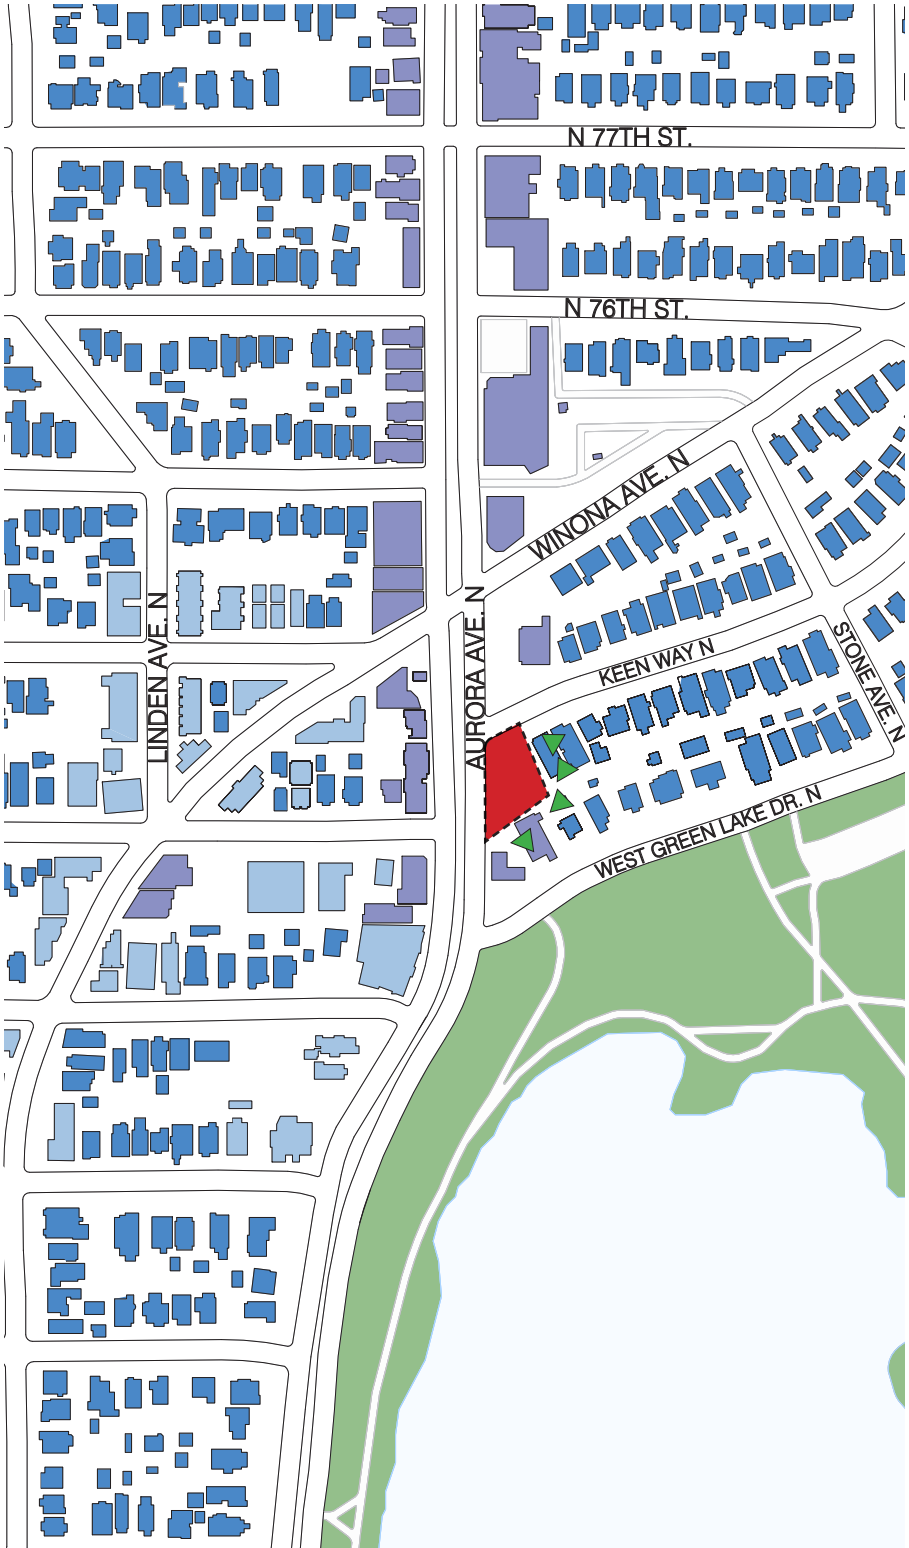 N 77TH ST.
N 76TH ST.
WINONA AVE. N
LINDEN AVE. N
AURORA AVE. N
KEEN WAY N
STONE AVE. N
WEST GREEN LAKE DR. N